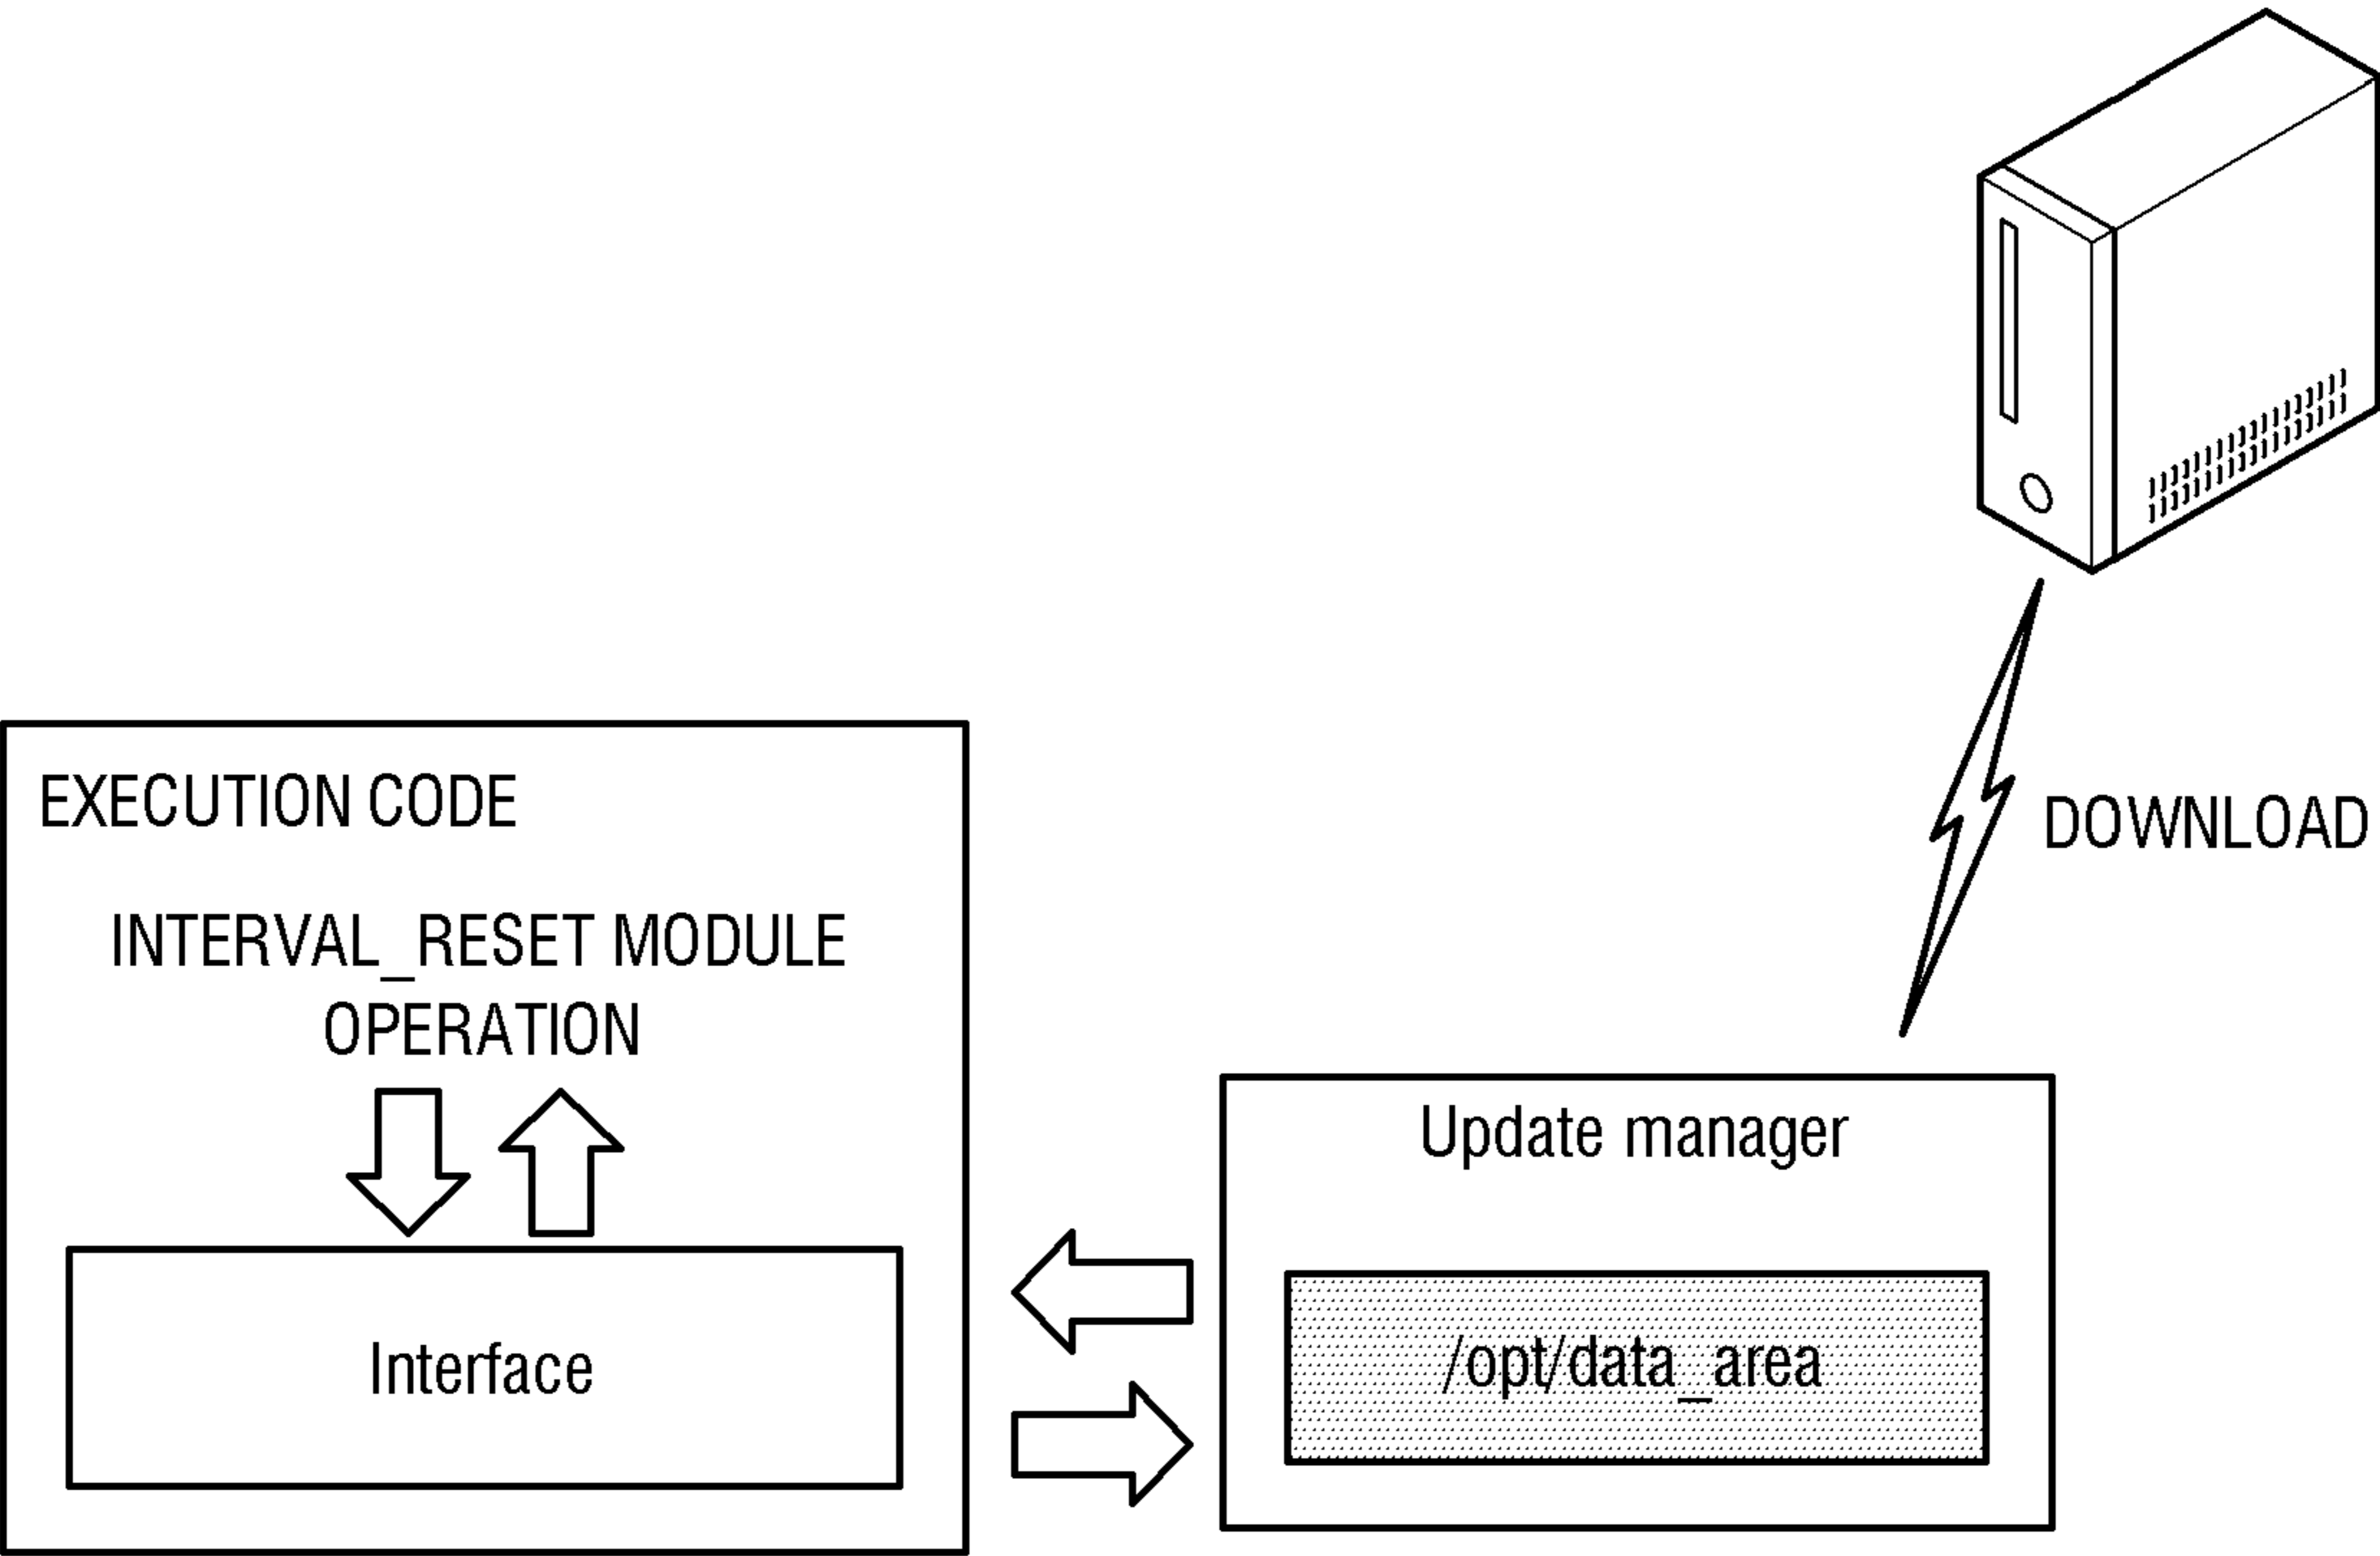 EXECUTION CODE
INTERVAL_RESET MODULE
OPERATION
Interface
DOWNLOAD
Update manager
/opt/data_area